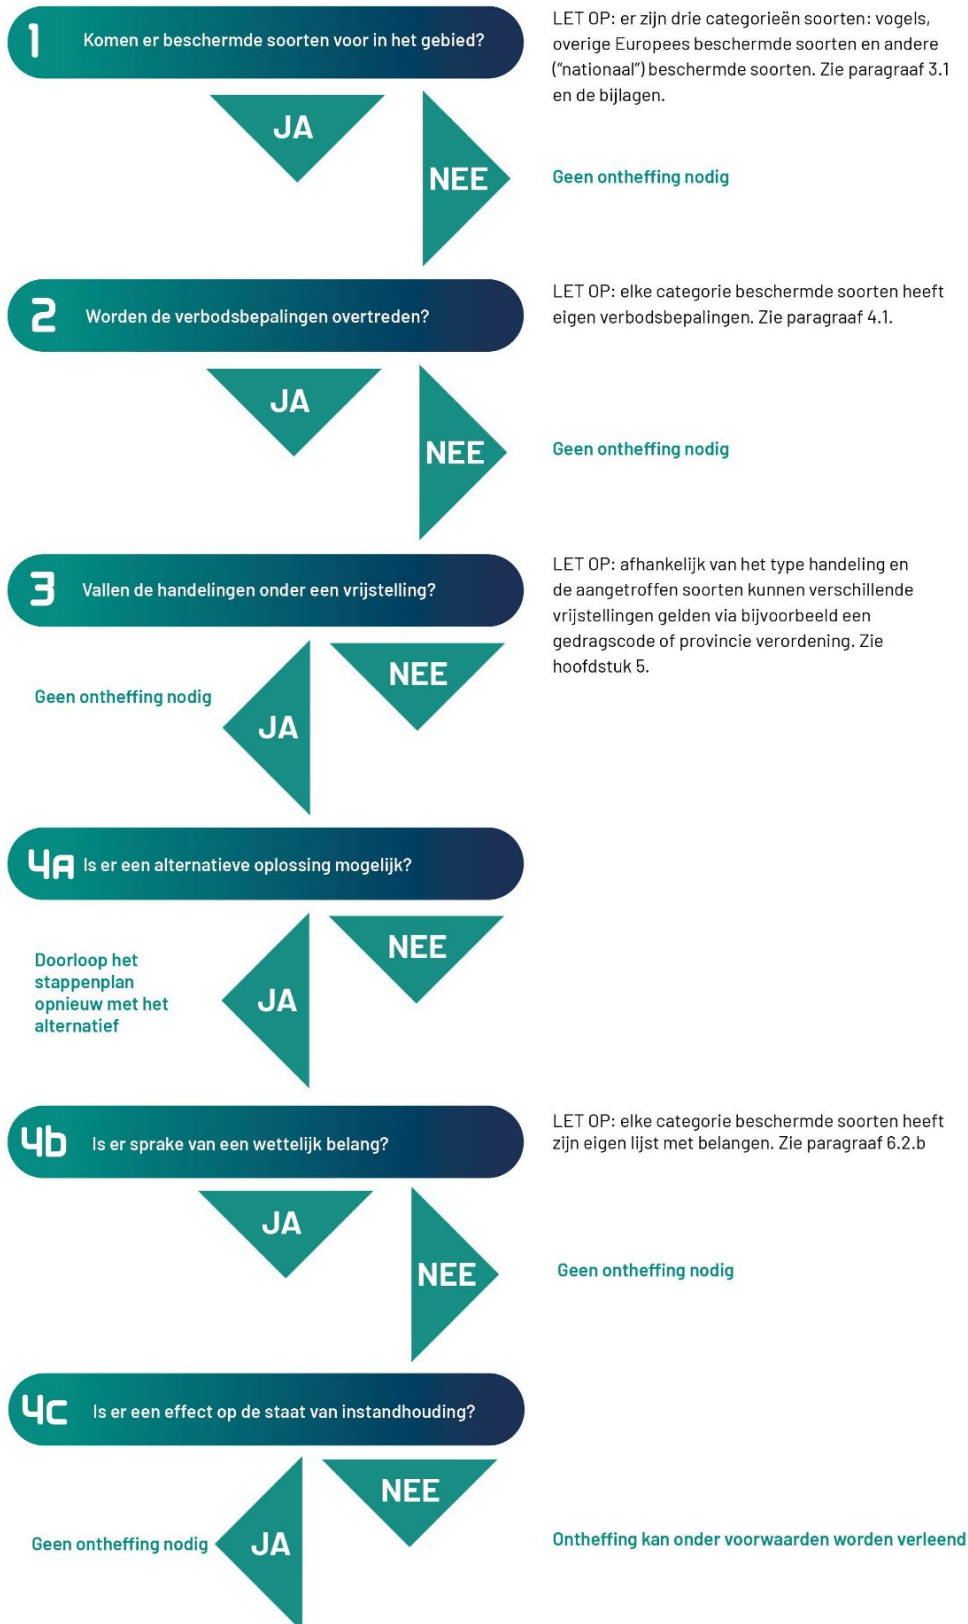 1 Komen er beschermde soorten voor in het gebied?
LET OP: er zijn drie categorieën soorten: vogels,
overige Europees beschermde soorten en andere
("nationaal") beschermde soorten. Zie paragraaf 3.1
en de bijlagen.
JA
NEE
Geen ontheffing nodig
2 Worden de verbodsbepalingen overtreden?
LET OP: elke categorie beschermde soorten heeft
eigen verbodsbepalingen. Zie paragraaf 4.1.
JA
NEE
Geen ontheffing nodig
3 Vallen de handelingen onder een vrijstelling?
LET OP: afhankelijk van het type handeling en
de aangetroffen soorten kunnen verschillende
vrijstellingen gelden via bijvoorbeeld een
gedragscode of provincie verordening. Zie
hoofdstuk 5.
Geen ontheffing nodig
JA
NEE
4A Is er een alternatieve oplossing mogelijk?
Doorloop het
stappenplan
opnieuw met het
alternatief
JA
NEE
4b Is er sprake van een wettelijk belang?
LET OP: elke categorie beschermde soorten heeft
zijn eigen lijst met belangen. Zie paragraaf 6.2.b
JA
NEE
Geen ontheffing nodig
4C Is er een effect op de staat van instandhouding?
Geen ontheffing nodig
JA
NEE
Ontheffing kan onder voorwaarden worden verleend